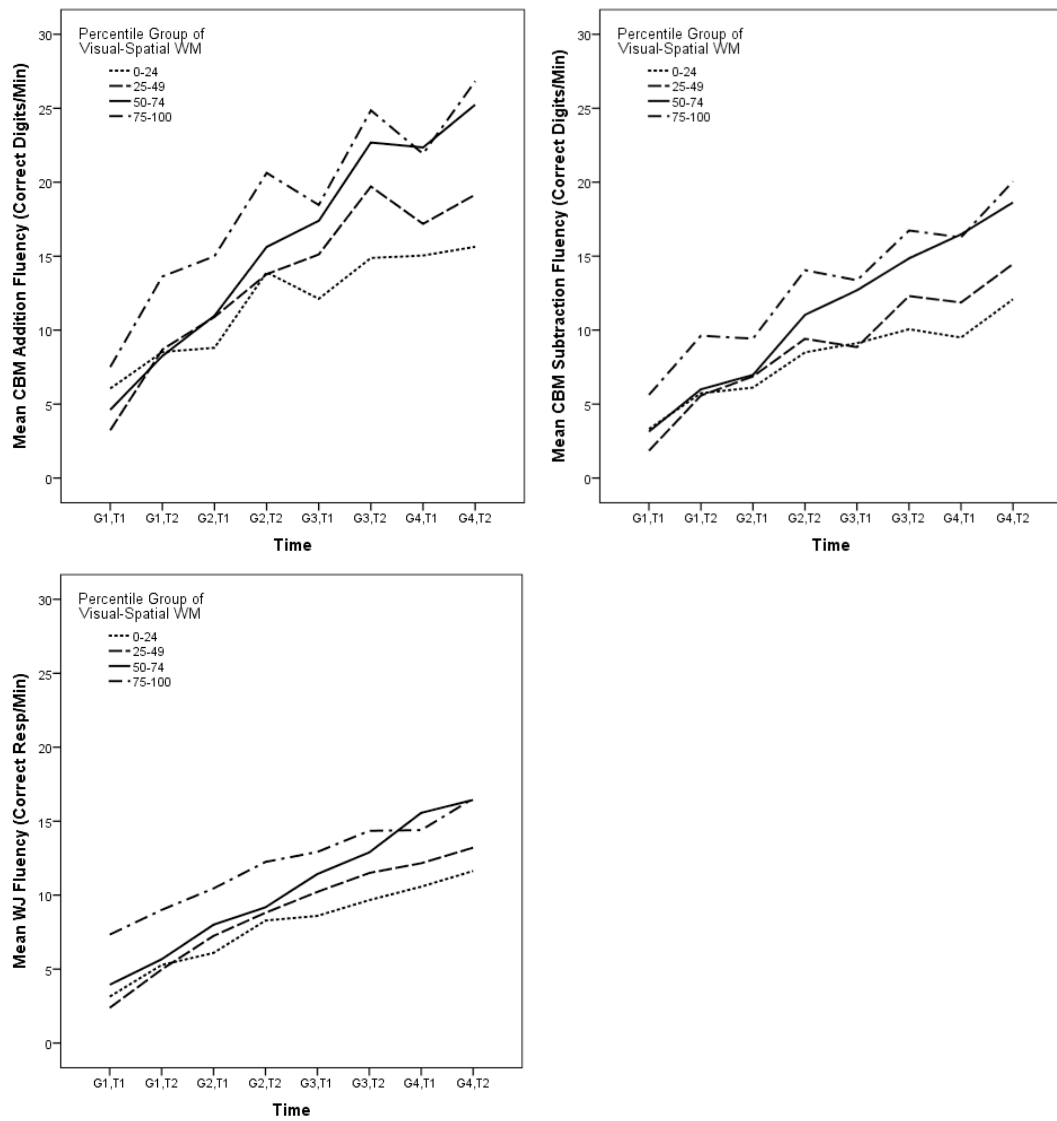 Mean CBM Addition Fluency (Correct Digits/Min)
30
25
20
15
10
5
0
Percentile Group of
Visual-Spatial WM
0-24
25-49
50-74
75-100
G1,T1 G1,T2 G2,T1 G2,T2 G3,T1 G3,T2 G4,T1 G4,T2
Time
Mean CBM Subtraction Fluency (Correct Digits/Min)
30
25
20
15
10
5
0
Percentile Group of
Visual-Spatial WM
0-24
25-49
50-74
75-100
G1,T1 G1,T2 G2,T1 G2,T2 G3,T1 G3,T2 G4,T1 G4,T2
Time
Mean WJ Fluency (Correct Resp/Min)
30
25
20
15
10
5
0
Percentile Group of
Visual-Spatial WM
0-24
25-49
50-74
75-100
G1,T1 G1,T2 G2,T1 G2,T2 G3,T1 G3,T2 G4,T1 G4,T2
Time